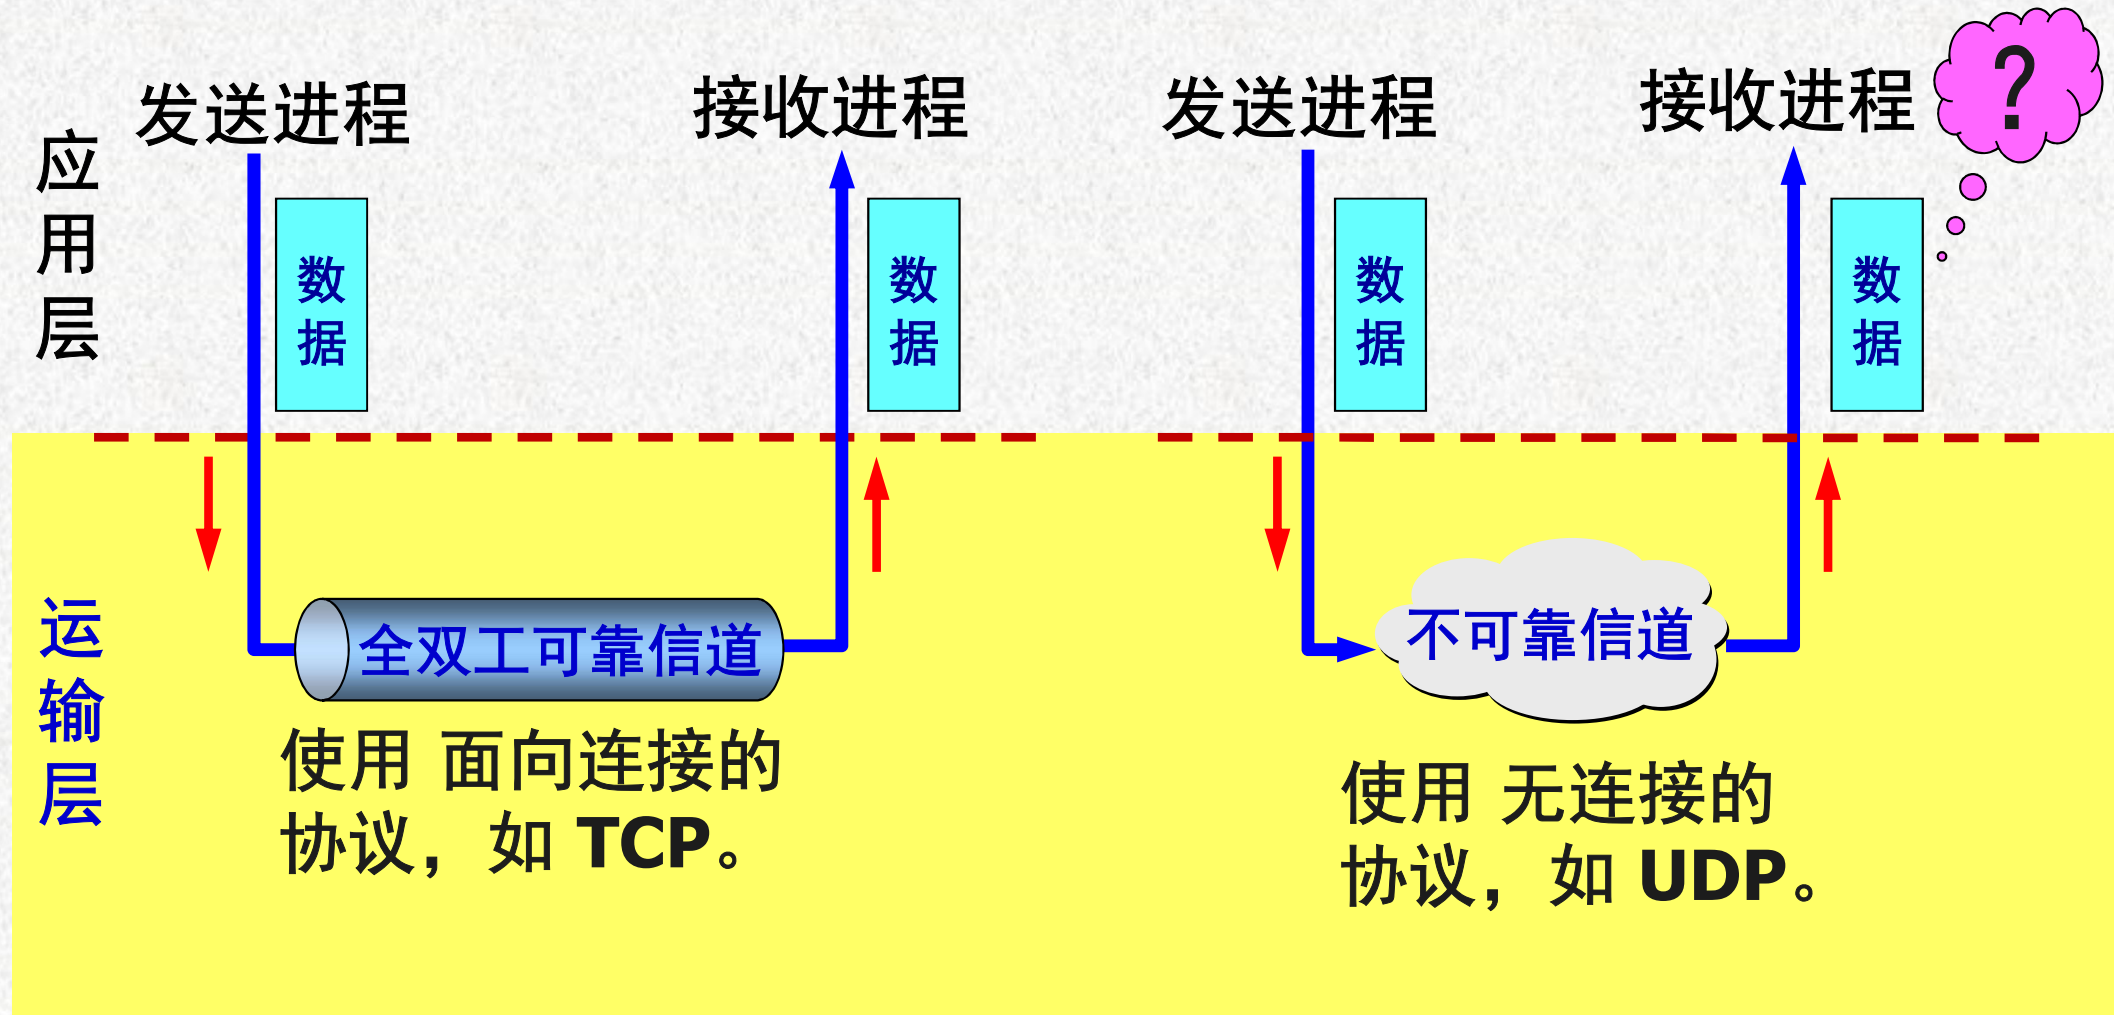 发送进程
接收进程
发送进程
接收进程
?
应用层
数据
数据
数据
数据
运输层
全双工可靠信道
不可靠信道
使用 面向连接的
协议，如 TCP。
使用 无连接的
协议，如 UDP。